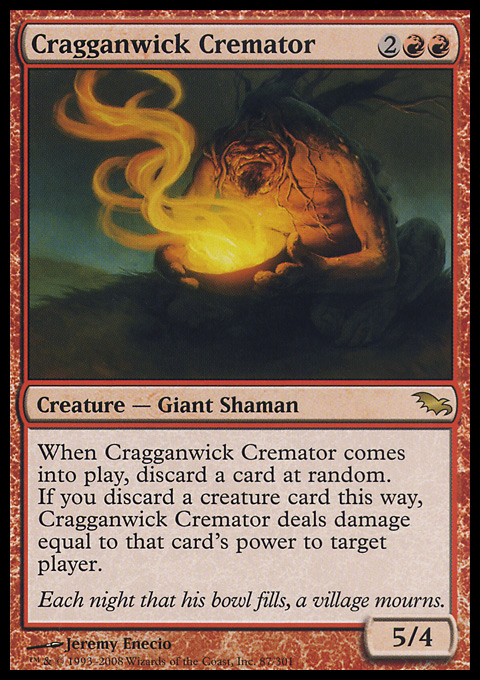 Cragganwick Cremator 2
Creature — Giant Shaman
When Cragganwick Cremator comes
into play, discard a card at random.
If you discard a creature card this way,
Cragganwick Cremator deals damage
equal to that card's power to target
player.
Each night that his bowl fills, a village mourns.
Jeremy Enecio
5/4
™ & © 1993–2008 Wizards of the Coast, Inc. 87/301